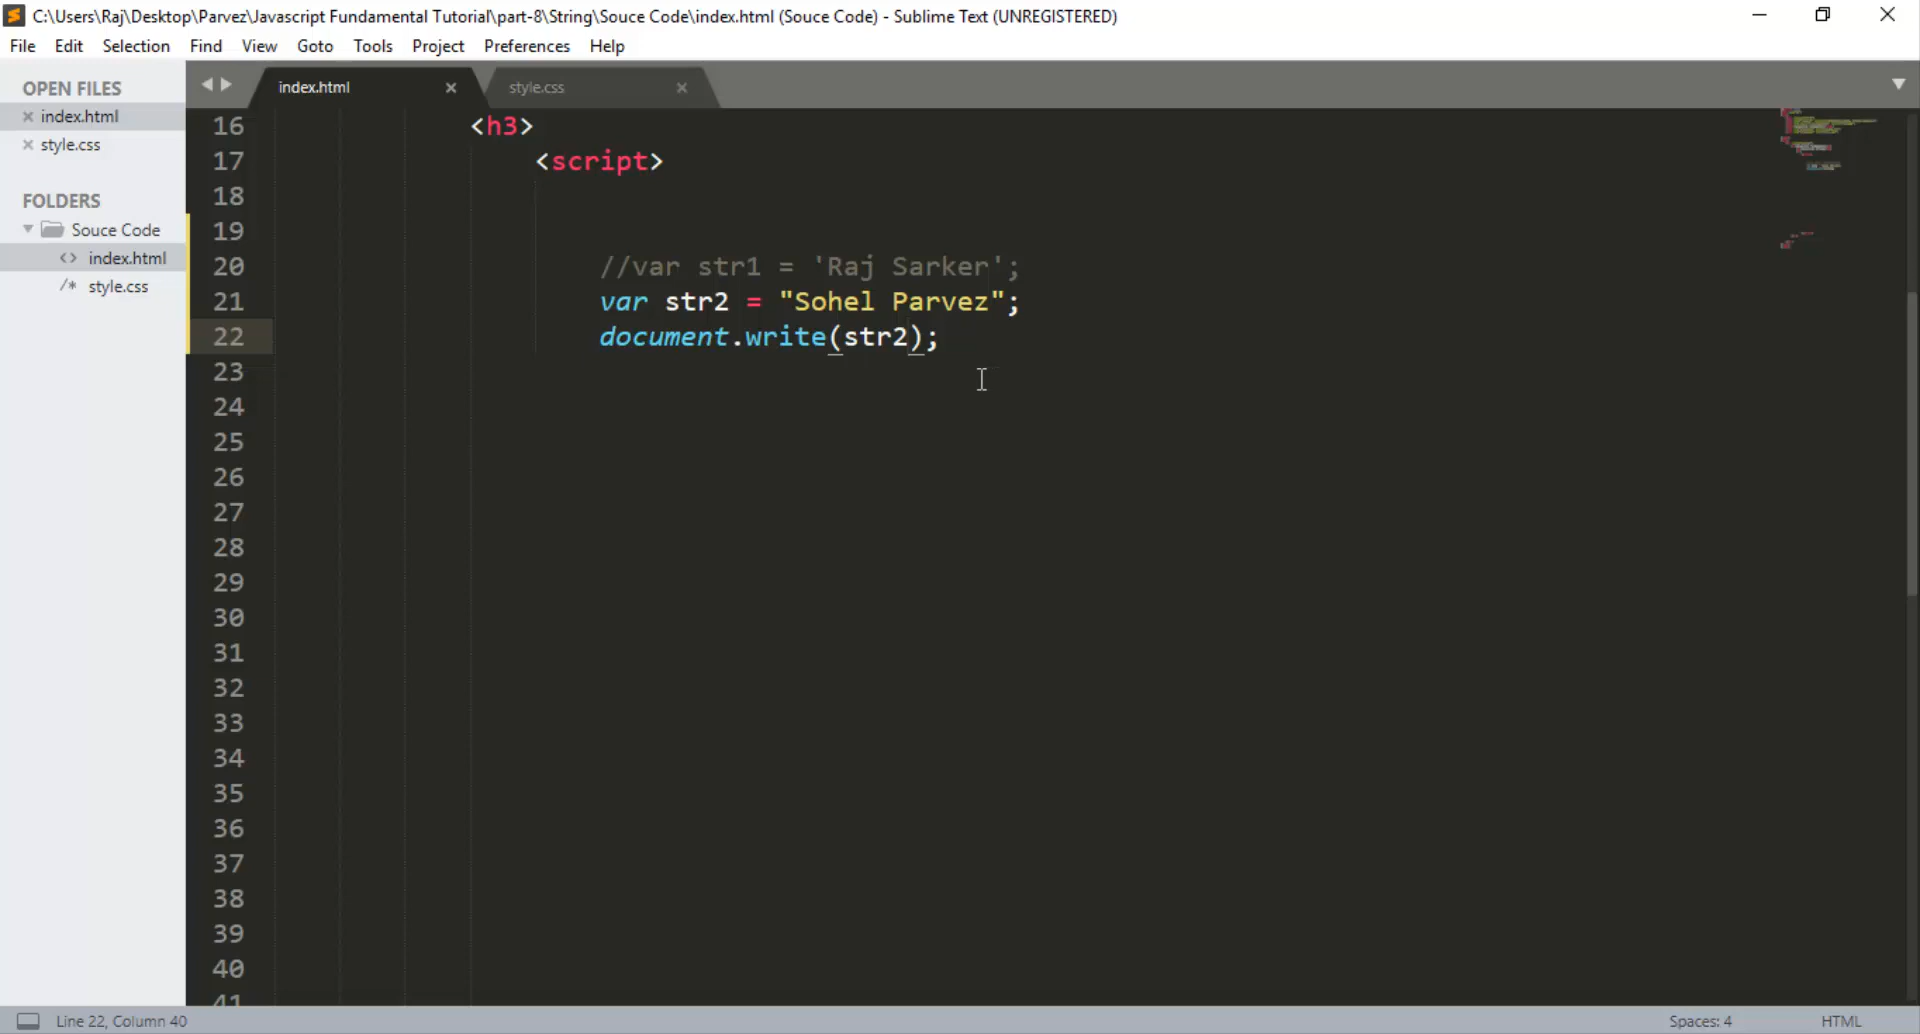 C:\Users\Raj\Desktop\Parvez\Javascript Fundamental Tutorial\part-8\String\Souce Code\index.html (Souce Code) - Sublime Text (UNREGISTERED)
File Edit Selection Find View Goto Tools Project Preferences Help
OPEN FILES
index.html
style.css
FOLDERS
Souce Code
<> index.html
/* style.css
index.html style.css
16 <h3>
17 <script>
18
19
20 //var str1 = 'Raj Sarker';
21 var str2 = "Sohel Parvez";
22 document.write(str2);
23
24
25
26
27
28
29
30
31
32
33
34
35
36
37
38
39
40
41
Line 22, Column 40 Spaces: 4 HTML